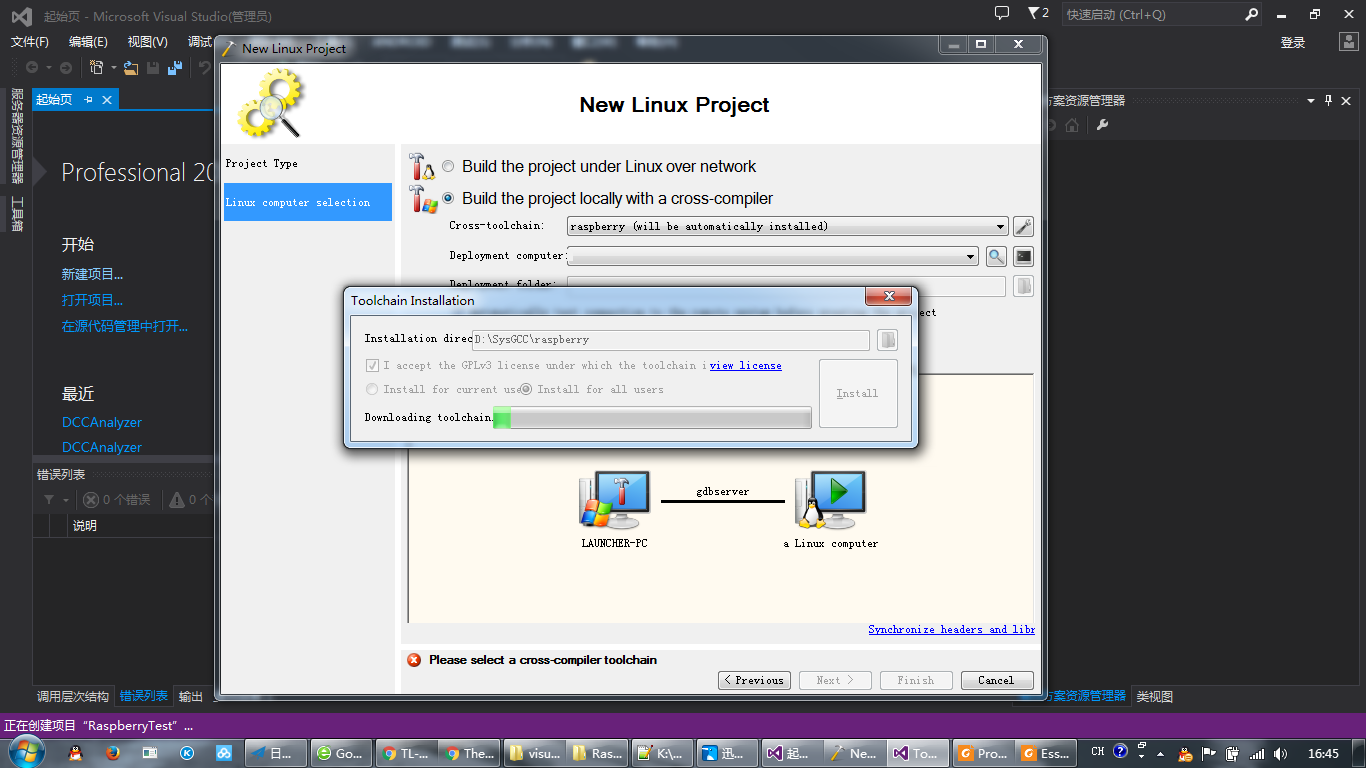 起始页 - Microsoft Visual Studio(管理员)
2
快速启动 (Ctrl+Q)
文件(F) 编辑(E) 视图(V) 调试
登录
New Linux Project
服务器资源管理器
工具箱
起始页
方案资源管理器
New Linux Project
Professional 20
Project Type
Linux computer selection
Build the project under Linux over network
Build the project locally with a cross-compiler
Cross-toolchain: raspberry (will be automatically installed)
Deployment computer:
Deployment folder:
开始
新建项目...
打开项目...
在源代码管理中打开...
最近
DCCAnalyzer
DCCAnalyzer
Toolchain Installation
Installation direc D:\SysGCC\raspberry
I accept the GPLv3 license under which the toolchain i view license
Install for current use Install for all users
Install
Downloading toolchain.
gdbserver
LAUNCHER-PC
a Linux computer
Synchronize headers and libr
错误列表
0 个错误 0 个
说明
Please select a cross-compiler toolchain
< Previous Next > Finish Cancel
调用层次结构 错误列表 输出
方案资源管理器 类视图
正在创建项目“RaspberryTest” ...
日... Go... TL-... The... visu... Ras... K:\... 迅... 起... Ne... To... Pro... Ess...
CH
16:45